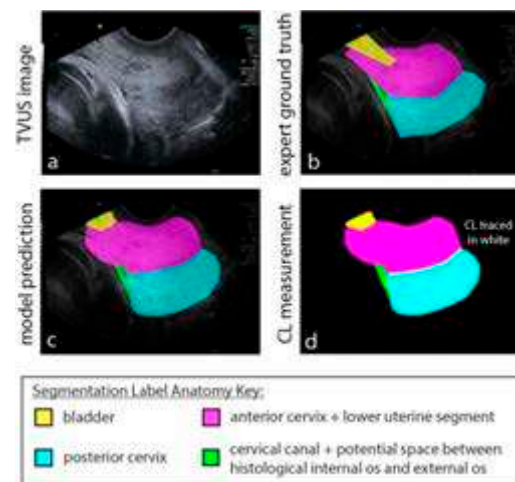 TVUS image
a
expert ground truth
b
model prediction
c
CL measurement
CL traced
in white
d
Segmentation Label Anatomy Key:
bladder
anterior cervix + lower uterine segment
posterior cervix
cervical canal + potential space between
histological internal os and external os